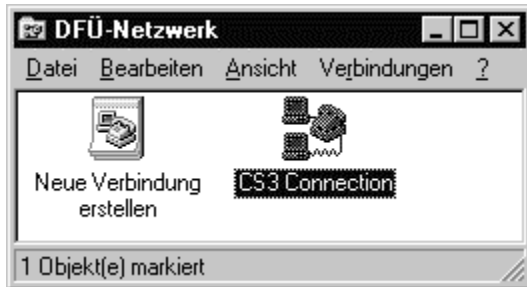 DFÜ-Netzwerk
Datei Bearbeiten Ansicht Verbindungen ?
Neue Verbindung
erstellen
CS3 Connection
1 Objekt(e) markiert